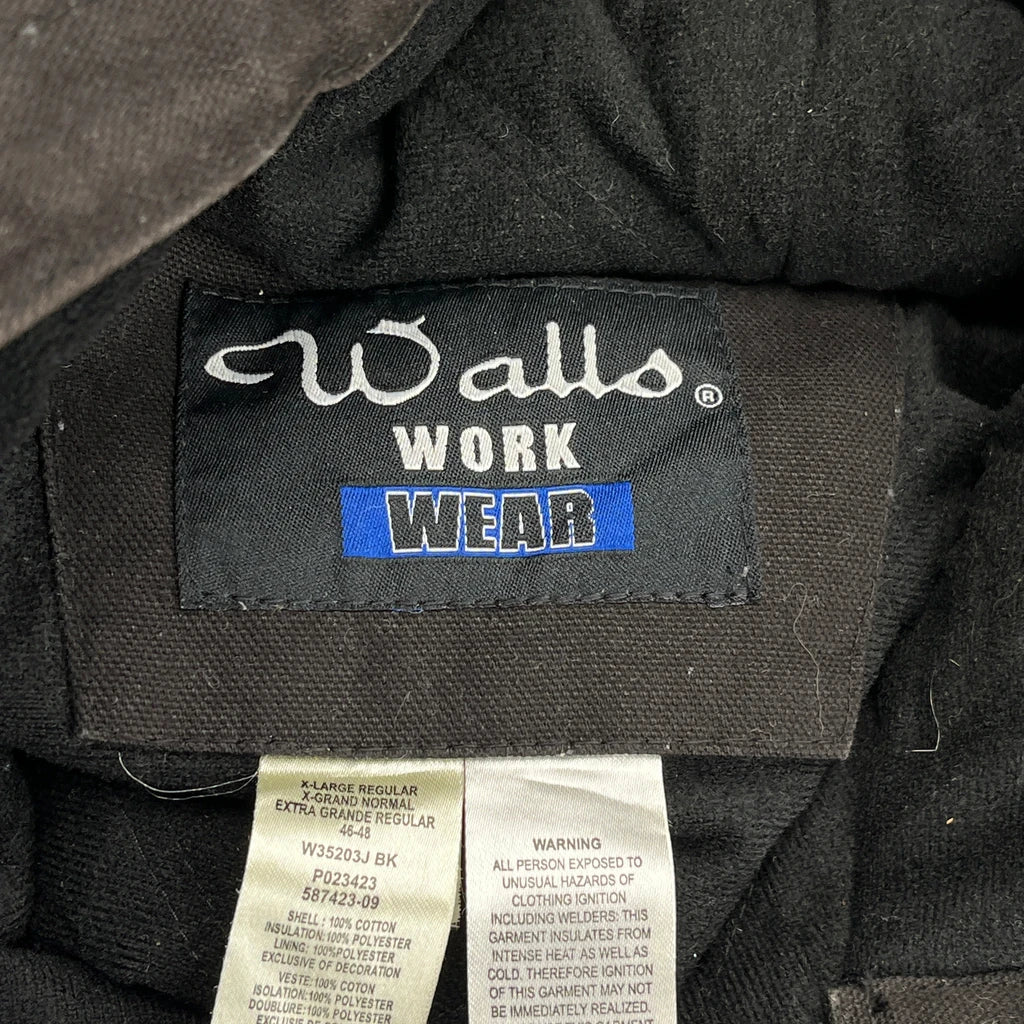 Walls®
WORK
WEAR
X-LARGE REGULAR
X-GRAND NORMAL
EXTRA GRANDE REGULAR
46-48
W35203J BK
P023423
587423-09
SHELL : 100% COTTON
INSULATION:100% POLYESTER
LINING: 100%POLYESTER
EXCLUSIVE OF DECORATION
VESTE:100% COTON
ISOLATION:100% POLYESTER
DOUBLURE:100% POLYESTER
WARNING
ALL PERSON EXPOSED TO
UNUSUAL HAZARDS OF
CLOTHING IGNITION
INCLUDING WELDERS: THIS
GARMENT INSULATES FROM
INTENSE HEAT AS WELL AS
COLD. THEREFORE IGNITION
OF THIS GARMENT MAY NOT
BE IMMEDIATELY REALIZED.